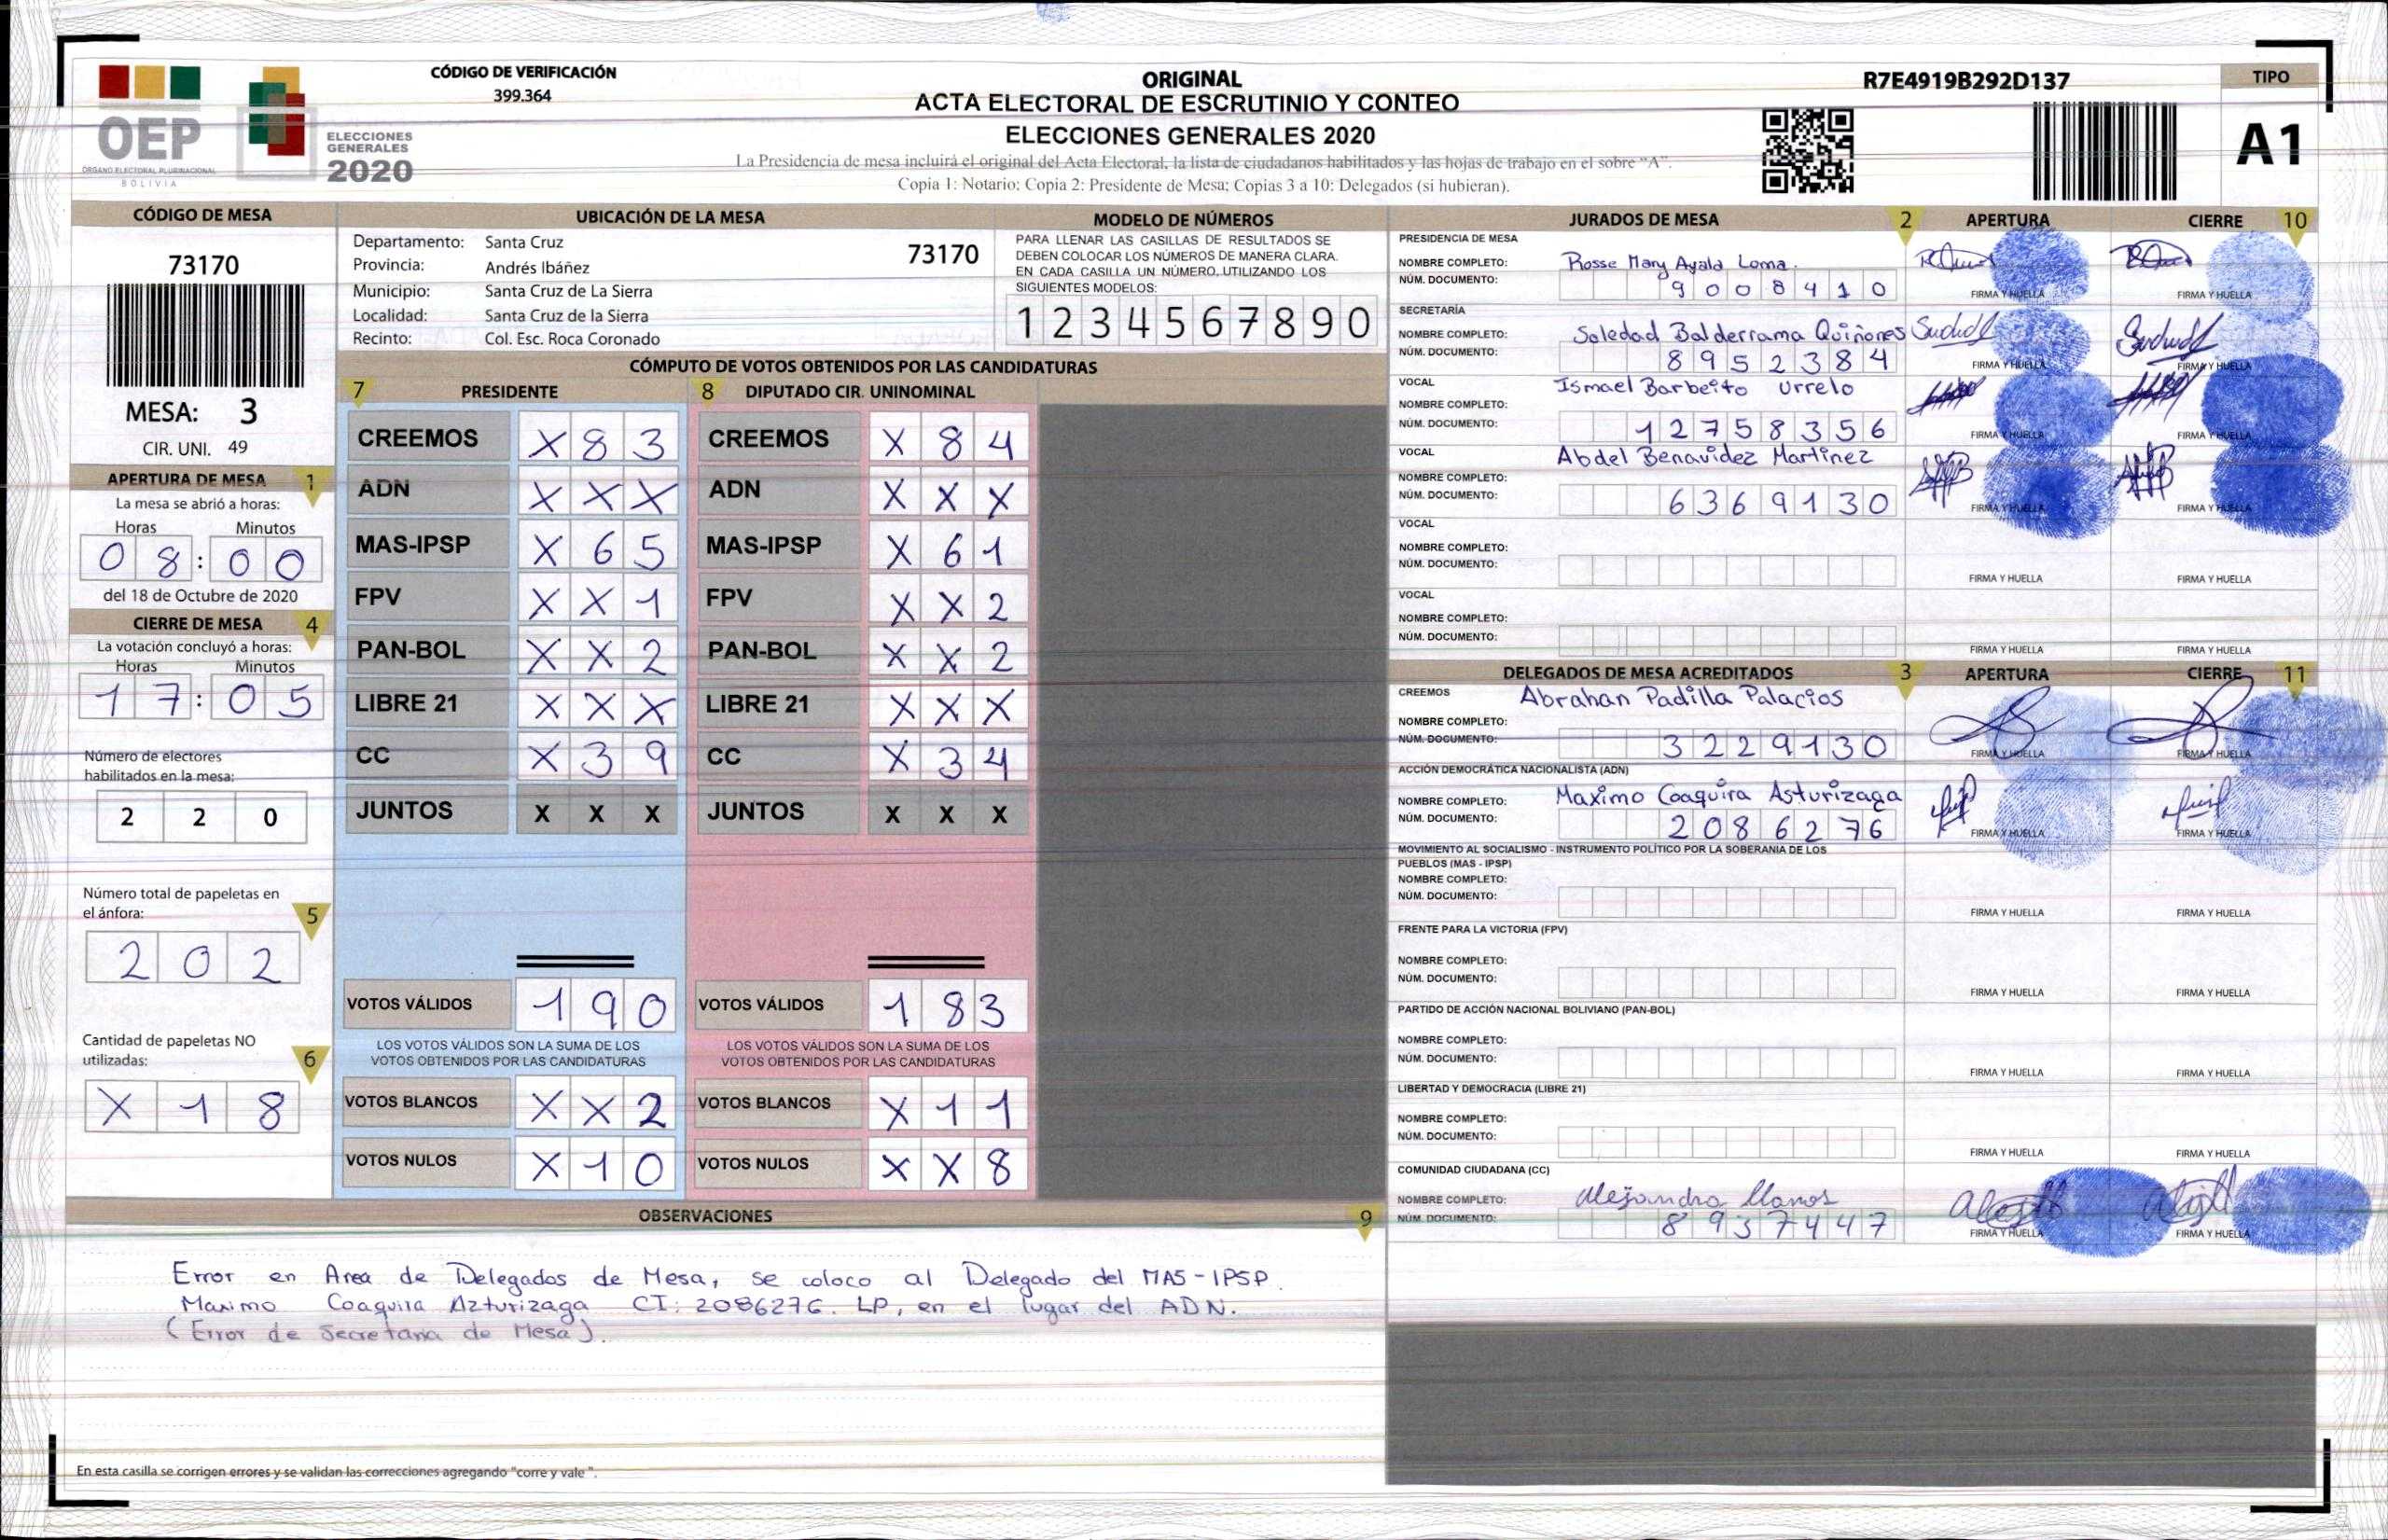 CÓDIGO DE VERIFICACIÓN
399.364
OEP
ÓRGANO ELECTORAL PLURINACIONAL
BOLIVIA
ELECCIONES
GENERALES
2020
ORIGINAL
ACTA ELECTORAL DE ESCRUTINIO Y CONTEO
ELECCIONES GENERALES 2020
La Presidencia de mesa incluirá el original del Acta Electoral, la lista de ciudadanos habilitados y las hojas de trabajo en el sobre “A”.
Copia 1: Notario; Copia 2: Presidente de Mesa; Copias 3 a 10: Delegados (si hubieran).
R7E4919B292D137
TIPO
A1
CÓDIGO DE MESA
73170
MESA: 3
CIR. UNI. 49
APERTURA DE MESA 1
La mesa se abrió a horas:
Horas Minutos
0 8 : 0 0
del 18 de Octubre de 2020
CIERRE DE MESA 4
La votación concluyó a horas:
Horas Minutos
1 7 : 0 5
Número de electores
habilitados en la mesa:
2 2 0
Número total de papeletas en
el ánfora: 5
2 0 2
Cantidad de papeletas NO
utilizadas: 6
X 1 8
UBICACIÓN DE LA MESA
Departamento: Santa Cruz 73170
Provincia: Andrés Ibáñez
Municipio: Santa Cruz de La Sierra
Localidad: Santa Cruz de la Sierra
Recinto: Col. Esc. Roca Coronado
MODELO DE NÚMEROS
PARA LLENAR LAS CASILLAS DE RESULTADOS SE
DEBEN COLOCAR LOS NÚMEROS DE MANERA CLARA.
EN CADA CASILLA UN NÚMERO, UTILIZANDO LOS
SIGUIENTES MODELOS:
1 2 3 4 5 6 7 8 9 0
CÓMPUTO DE VOTOS OBTENIDOS POR LAS CANDIDATURAS
7 PRESIDENTE 8 DIPUTADO CIR. UNINOMINAL
CREEMOS X 8 3 CREEMOS X 8 4
ADN X X X ADN X X X
MAS-IPSP X 6 5 MAS-IPSP X 6 1
FPV X X 1 FPV X X 2
PAN-BOL X X 2 PAN-BOL X X 2
LIBRE 21 X X X LIBRE 21 X X X
CC X 3 9 CC X 3 4
JUNTOS X X X JUNTOS X X X
VOTOS VÁLIDOS 1 9 0 VOTOS VÁLIDOS 1 8 3
LOS VOTOS VÁLIDOS SON LA SUMA DE LOS LOS VOTOS VÁLIDOS SON LA SUMA DE LOS
VOTOS OBTENIDOS POR LAS CANDIDATURAS VOTOS OBTENIDOS POR LAS CANDIDATURAS
VOTOS BLANCOS X X 2 VOTOS BLANCOS X 1 1
VOTOS NULOS X 1 0 VOTOS NULOS X X 8
OBSERVACIONES 9
Error en Area de Delegados de Mesa, se coloco al Delegado del MAS-IPSP.
Maximo Coaquira Azturizaga CI: 2086276. LP, en el lugar del ADN.
(Error de Secretaria de Mesa).
En esta casilla se corrigen errores y se validan las correcciones agregando "corre y vale ".
JURADOS DE MESA 2 APERTURA CIERRE 10
PRESIDENCIA DE MESA
NOMBRE COMPLETO: Rosse Mary Ayala Loma.
NÚM. DOCUMENTO: 9 0 0 8 4 1 0
FIRMA Y HUELLA FIRMA Y HUELLA
SECRETARÍA
NOMBRE COMPLETO: Soledad Balderrama Quiñones
NÚM. DOCUMENTO: 8 9 5 2 3 8 4
FIRMA Y HUELLA FIRMA Y HUELLA
VOCAL Ismael Barbeito Urrelo
NOMBRE COMPLETO:
NÚM. DOCUMENTO: 1 2 7 5 8 3 5 6
FIRMA Y HUELLA FIRMA Y HUELLA
VOCAL Abdel Benavidez Martinez
NOMBRE COMPLETO:
NÚM. DOCUMENTO: 6 3 6 9 1 3 0
FIRMA Y HUELLA FIRMA Y HUELLA
VOCAL
NOMBRE COMPLETO:
NÚM. DOCUMENTO:
FIRMA Y HUELLA FIRMA Y HUELLA
VOCAL
NOMBRE COMPLETO:
NÚM. DOCUMENTO:
FIRMA Y HUELLA FIRMA Y HUELLA
DELEGADOS DE MESA ACREDITADOS 3 APERTURA CIERRE 11
CREEMOS Abrahan Padilla Palacios
NOMBRE COMPLETO:
NÚM. DOCUMENTO: 3 2 2 9 1 3 0
FIRMA Y HUELLA FIRMA Y HUELLA
ACCIÓN DEMOCRÁTICA NACIONALISTA (ADN)
NOMBRE COMPLETO: Maximo Coaquira Asturizaga
NÚM. DOCUMENTO: 2 0 8 6 2 7 6
FIRMA Y HUELLA FIRMA Y HUELLA
MOVIMIENTO AL SOCIALISMO - INSTRUMENTO POLÍTICO POR LA SOBERANIA DE LOS
PUEBLOS (MAS - IPSP)
NOMBRE COMPLETO:
NÚM. DOCUMENTO:
FIRMA Y HUELLA FIRMA Y HUELLA
FRENTE PARA LA VICTORIA (FPV)
NOMBRE COMPLETO:
NÚM. DOCUMENTO:
FIRMA Y HUELLA FIRMA Y HUELLA
PARTIDO DE ACCIÓN NACIONAL BOLIVIANO (PAN-BOL)
NOMBRE COMPLETO:
NÚM. DOCUMENTO:
FIRMA Y HUELLA FIRMA Y HUELLA
LIBERTAD Y DEMOCRACIA (LIBRE 21)
NOMBRE COMPLETO:
NÚM. DOCUMENTO:
FIRMA Y HUELLA FIRMA Y HUELLA
COMUNIDAD CIUDADANA (CC)
NOMBRE COMPLETO: Alejandra Llanos
NÚM. DOCUMENTO: 8 9 3 7 4 4 7
FIRMA Y HUELLA FIRMA Y HUELLA